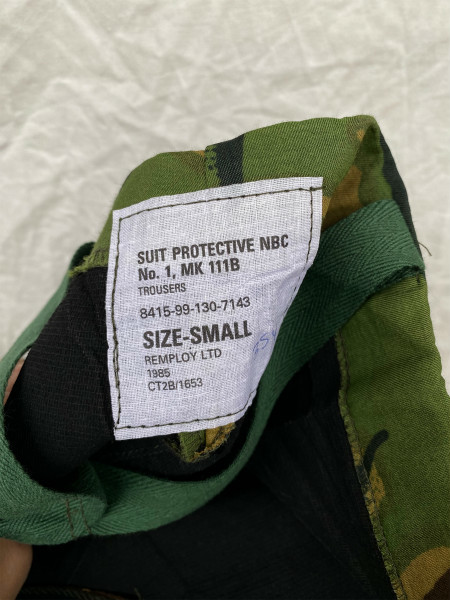 SUIT PROTECTIVE NBC
No. 1, MK 111B
TROUSERS
8415-99-130-7143
SIZE-SMALL
REMPLOY LTD
1985
CT2B/1653